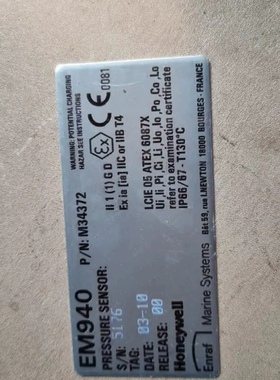 EM940
PRESSURE SENSOR:
S/N: 5176
TAG:
DATE: 03-10
RELEASE: 00
Honeywell
Enraf
Marine Systems
Bât.59, rue I.NEWTON 18000 BOURGES - FRANCE
P/N: M34372
WARNING: POTENTIAL CHARGING
HAZARD SEE INSTRUCTIONS
0081
II 1 (1) G D
Ex ia [ia] IIC or IIB T4
LCIE 05 ATEX 6087X
Ui, Ii, Pi, Ci, Li, Uo, Io, Po, Co, Lo
refer to examination certificate
IP66/67 -T130°C